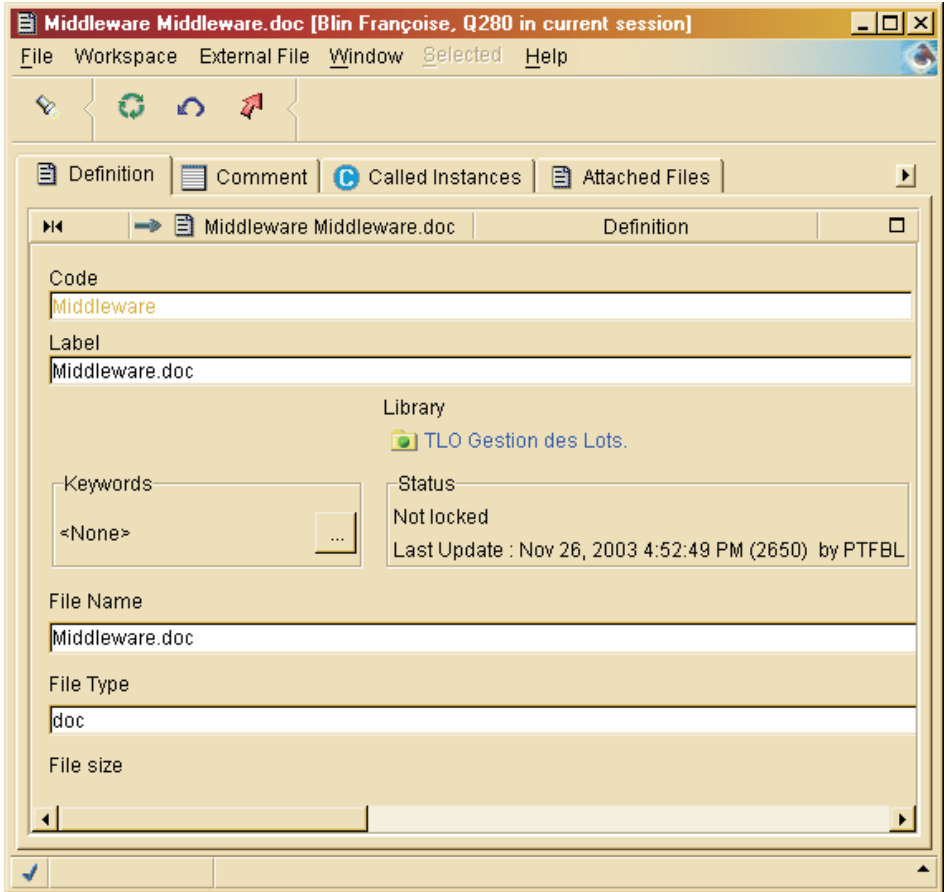 Middleware Middleware.doc [Blin Françoise, Q280 in current session]
File Workspace External File Window Selected Help
Definition Comment Called Instances Attached Files
Middleware Middleware.doc Definition
Code
Middleware
Label
Middleware.doc
Library
TLO Gestion des Lots.
Keywords Status
<None> ... Not locked
Last Update : Nov 26, 2003 4:52:49 PM (2650) by PTFBL
File Name
Middleware.doc
File Type
doc
File size